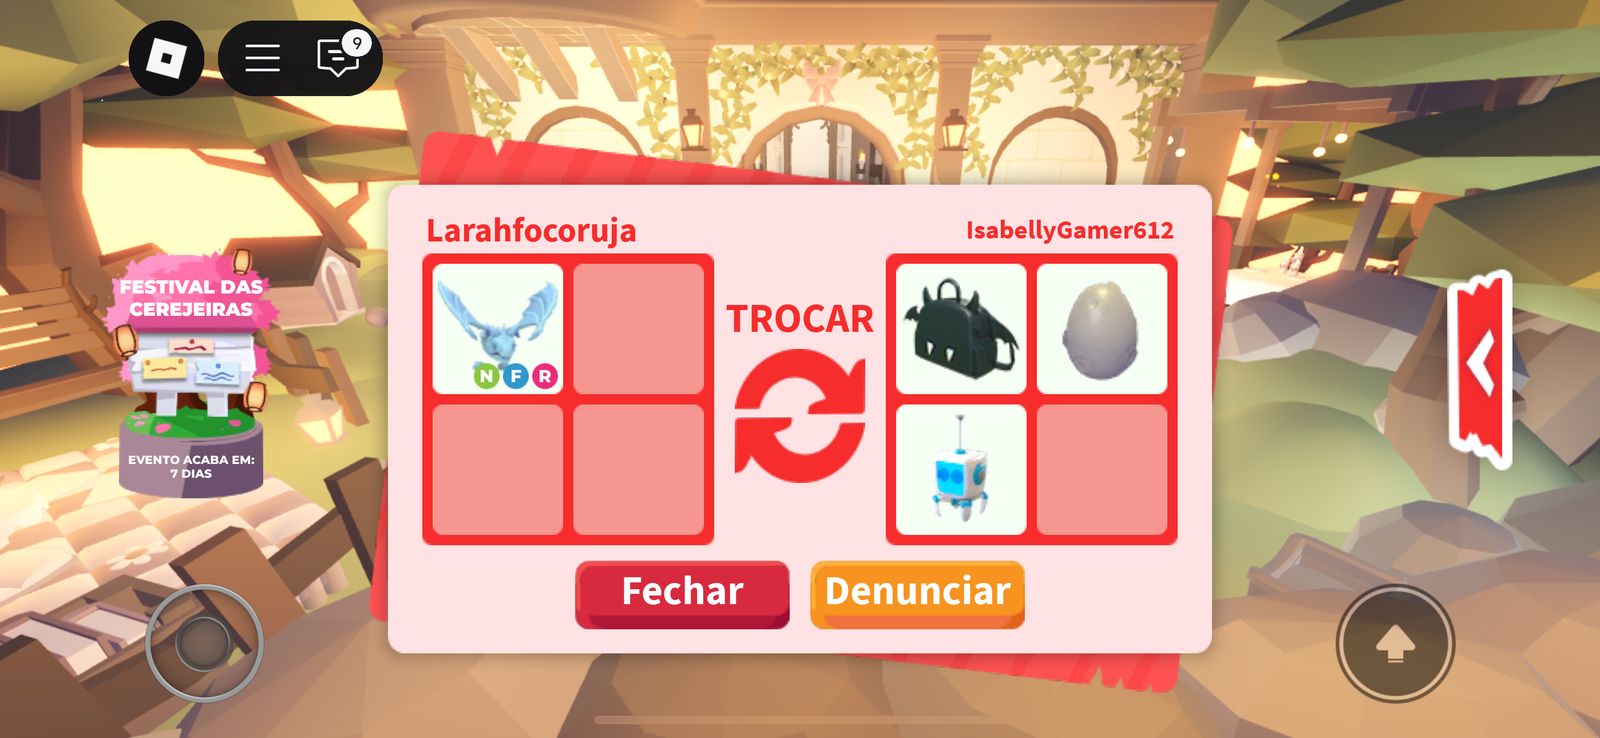 9
Larahfocoruja
IsabellyGamer612
FESTIVAL DAS
CEREJEIRAS
TROCAR
N F R
EVENTO ACABA EM:
7 DIAS
Fechar
Denunciar